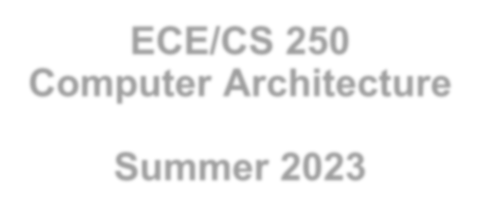 ECE/CS 250
Computer Architecture
Summer 2023